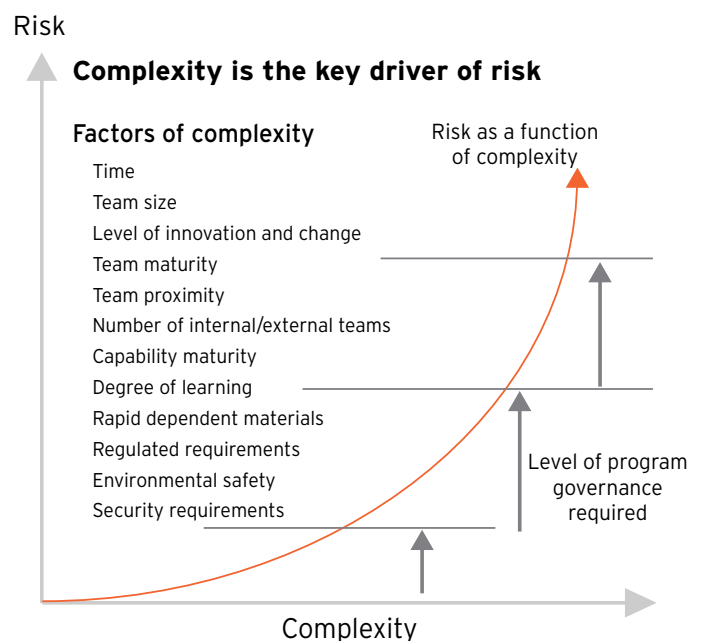 Risk
Complexity is the key driver of risk
Factors of complexity
Time
Team size
Level of innovation and change
Team maturity
Team proximity
Number of internal/external teams
Capability maturity
Degree of learning
Rapid dependent materials
Regulated requirements
Environmental safety
Security requirements
Risk as a function
of complexity
Level of program
governance
required
Complexity